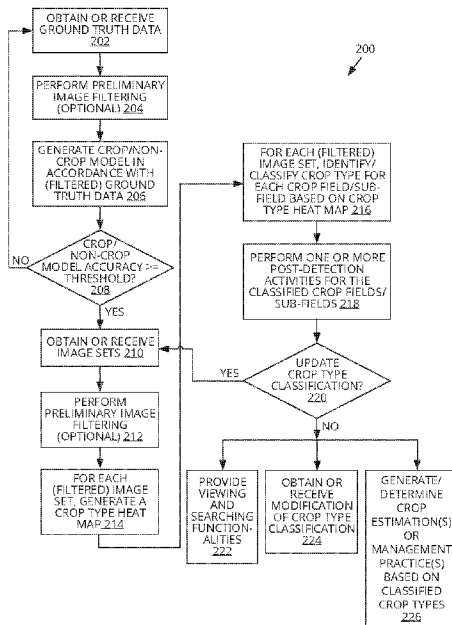 OBTAIN OR RECEIVE
GROUND TRUTH DATA
202
200
PERFORM PRELIMINARY
IMAGE FILTERING
(OPTIONAL) 204
GENERATE CROP/NON-
CROP MODEL IN
ACCORDANCE WITH
(FILTERED) GROUND
TRUTH DATA 206
NO
CROP/
NON-CROP
MODEL ACCURACY >=
THRESHOLD?
208
YES
OBTAIN OR RECEIVE
IMAGE SETS 210
PERFORM
PRELIMINARY IMAGE
FILTERING
(OPTIONAL) 212
FOR EACH
(FILTERED) IMAGE
SET, GENERATE A
CROP TYPE HEAT
MAP 214
FOR EACH (FILTERED)
IMAGE SET, IDENTIFY/
CLASSIFY CROP TYPE FOR
EACH CROP FIELD/SUB-
FIELD BASED ON CROP
TYPE HEAT MAP 216
PERFORM ONE OR MORE
POST-DETECTION
ACTIVITIES FOR THE
CLASSIFIED CROP FIELDS/
SUB-FIELDS 218
YES
UPDATE
CROP TYPE
CLASSIFICATION?
220
NO
PROVIDE
VIEWING
AND
SEARCHING
FUNCTION-
ALITIES
222
OBTAIN OR
RECEIVE
MODIFICATION
OF CROP TYPE
CLASSIFICATION
224
GENERATE/
DETERMINE CROP
ESTIMATION(S)
OR
MANAGEMENT
PRACTICE(S)
BASED ON
CLASSIFIED
CROP TYPES
226